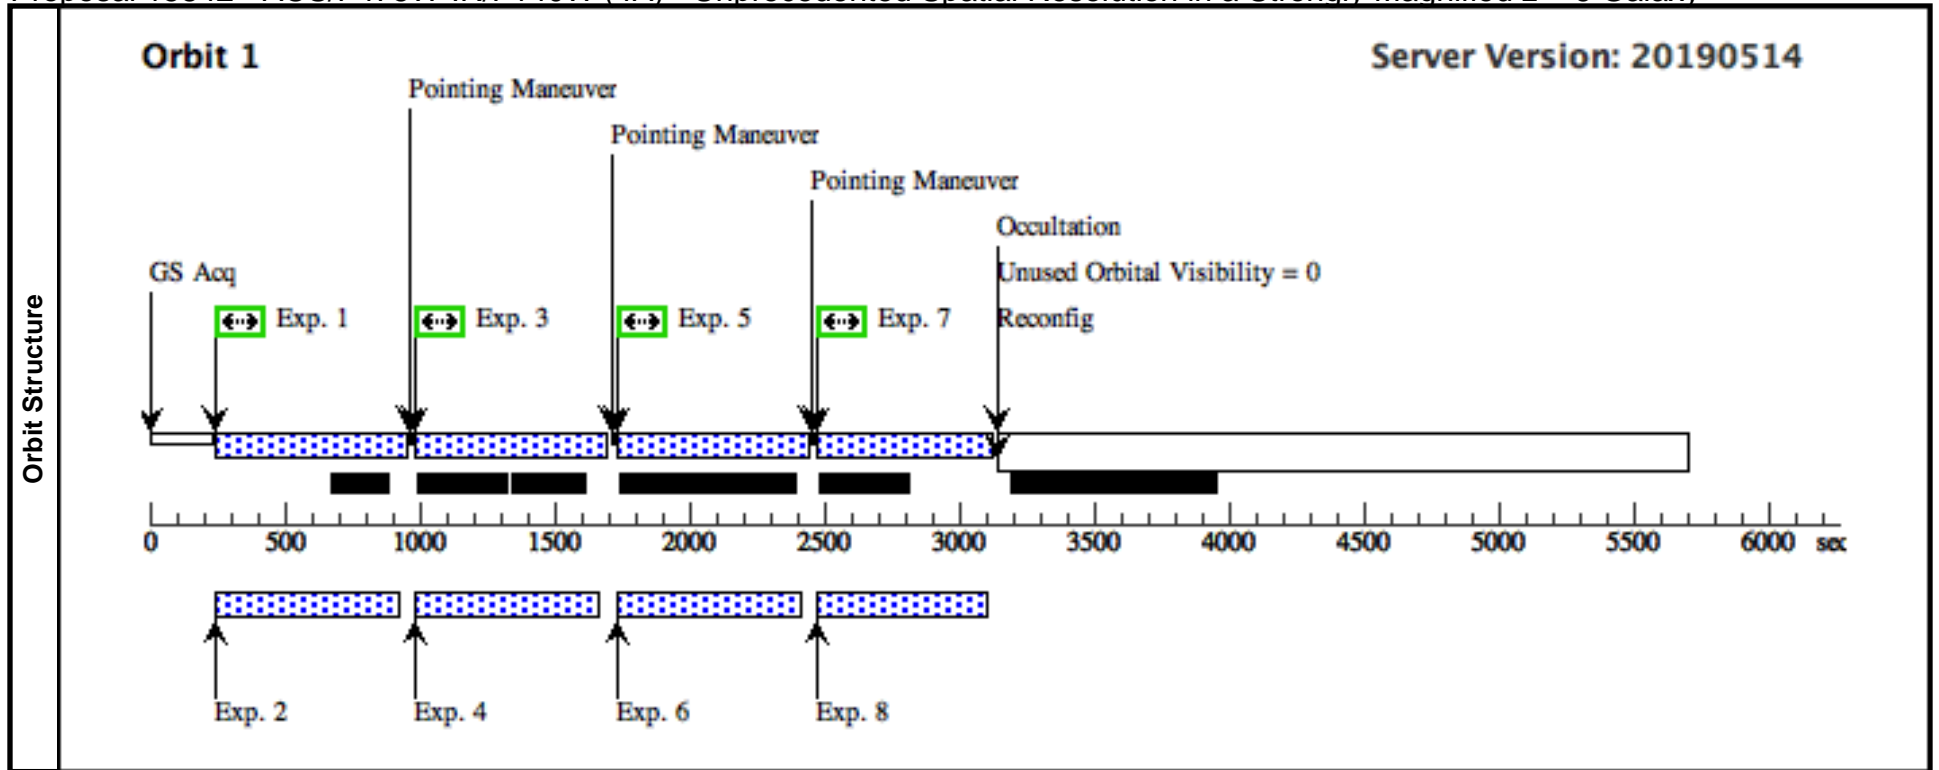 Orbit 1
Server Version: 20190514
Pointing Maneuver
Pointing Maneuver
Pointing Maneuver
Occultation
GS Acq
Unused Orbital Visibility = 0
Exp. 1
Exp. 3
Exp. 5
Exp. 7
Reconfig
Orbit Structure
0 500 1000 1500 2000 2500 3000 3500 4000 4500 5000 5500 6000 sec
Exp. 2
Exp. 4
Exp. 6
Exp. 8